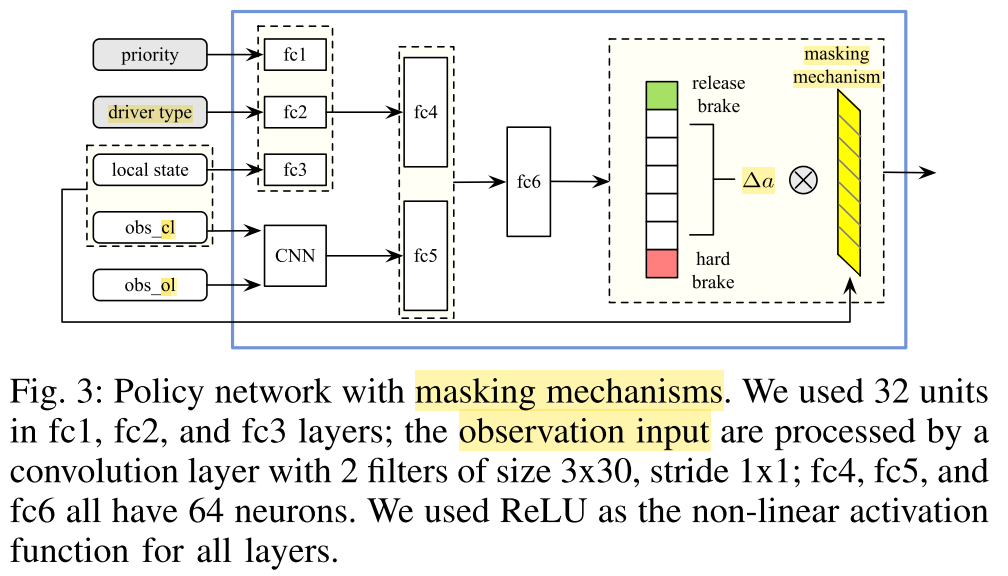 priority
driver type
local state
obs_cl
obs_ol
fc1
fc2
fc3
CNN
fc4
fc5
fc6
release
brake
Δa
hard
brake
masking
mechanism
Fig. 3: Policy network with masking mechanisms. We used 32 units
in fc1, fc2, and fc3 layers; the observation input are processed by a
convolution layer with 2 filters of size 3x30, stride 1x1; fc4, fc5, and
fc6 all have 64 neurons. We used ReLU as the non-linear activation
function for all layers.